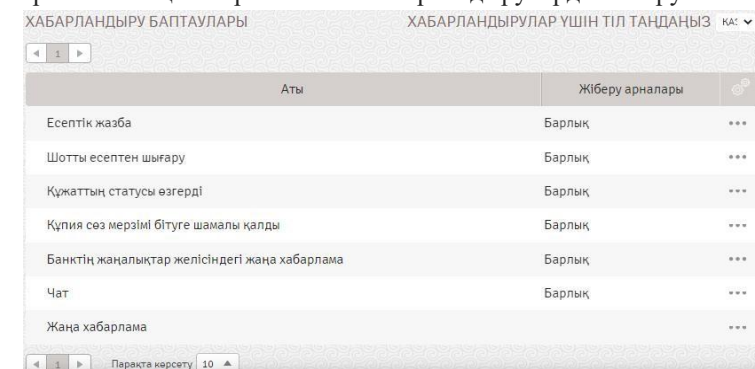 ХАБАРЛАНДЫРУ БАПТАУЛАРЫ ХАБАРЛАНДЫРУЛАР ҮШІН ТІЛ ТАҢДАҢЫЗ ҚАЗ
1
Аты Жіберу арналары
Есептік жазба Барлық
Шотты есептен шығару Барлық
Құжаттың статусы өзгерді Барлық
Құпия сөз мерзімі бітуге шамалы қалды Барлық
Банктің жаңалықтар желісіндегі жаңа хабарлама Барлық
Чат Барлық
Жаңа хабарлама
1 Парақта көрсету 10